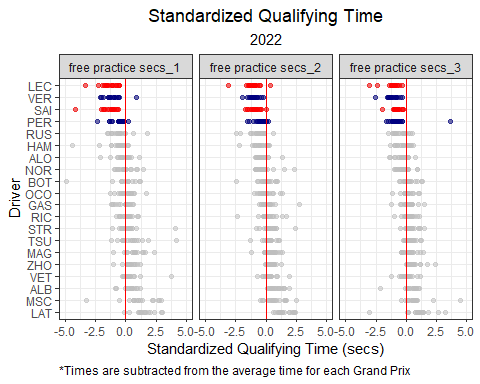 Standardized Qualifying Time
2022
free practice secs_1 free practice secs_2 free practice secs_3
Driver
LEC
VER
SAI
PER
RUS
HAM
ALO
NOR
BOT
OCO
GAS
RIC
STR
TSU
MAG
ZHO
VET
ALB
MSC
LAT
-5.0 -2.5 0.0 2.5 5.0 -5.0 -2.5 0.0 2.5 5.0 -5.0 -2.5 0.0 2.5 5.0
Standardized Qualifying Time (secs)
*Times are subtracted from the average time for each Grand Prix